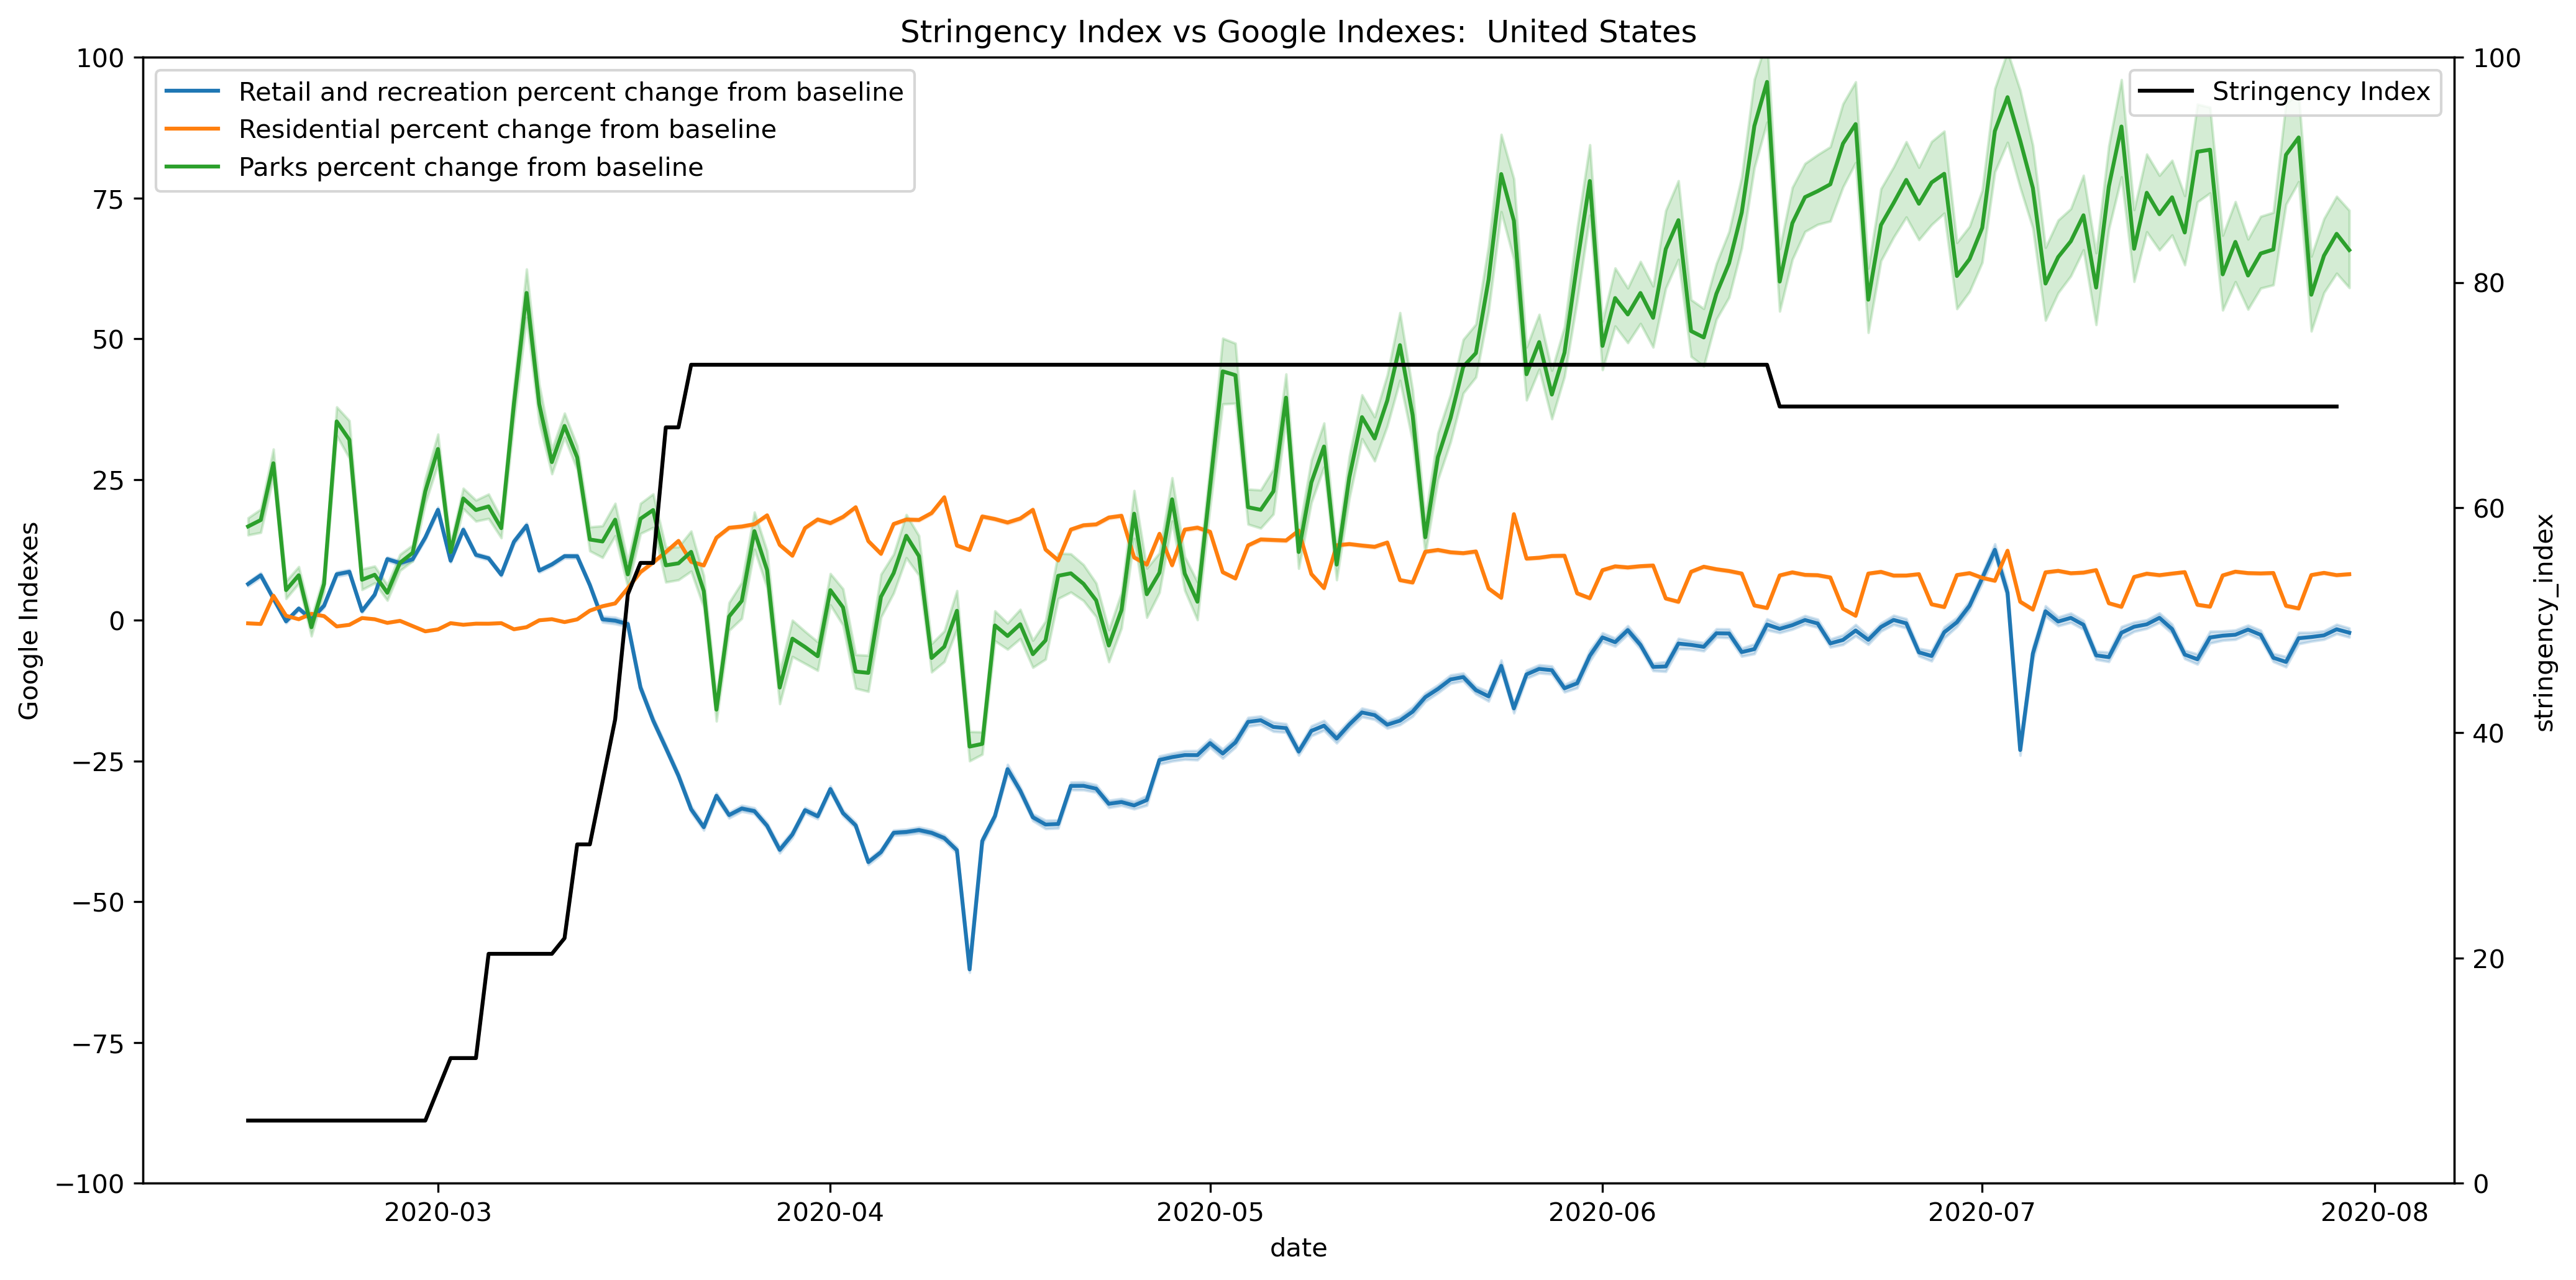 Stringency Index vs Google Indexes:  United States
Retail and recreation percent change from baseline
Residential percent change from baseline
Parks percent change from baseline
Stringency Index
100
75
50
25
0
−25
−50
−75
−100
Google Indexes
100
80
60
40
20
0
stringency_index
2020-03
2020-04
2020-05
2020-06
2020-07
2020-08
date